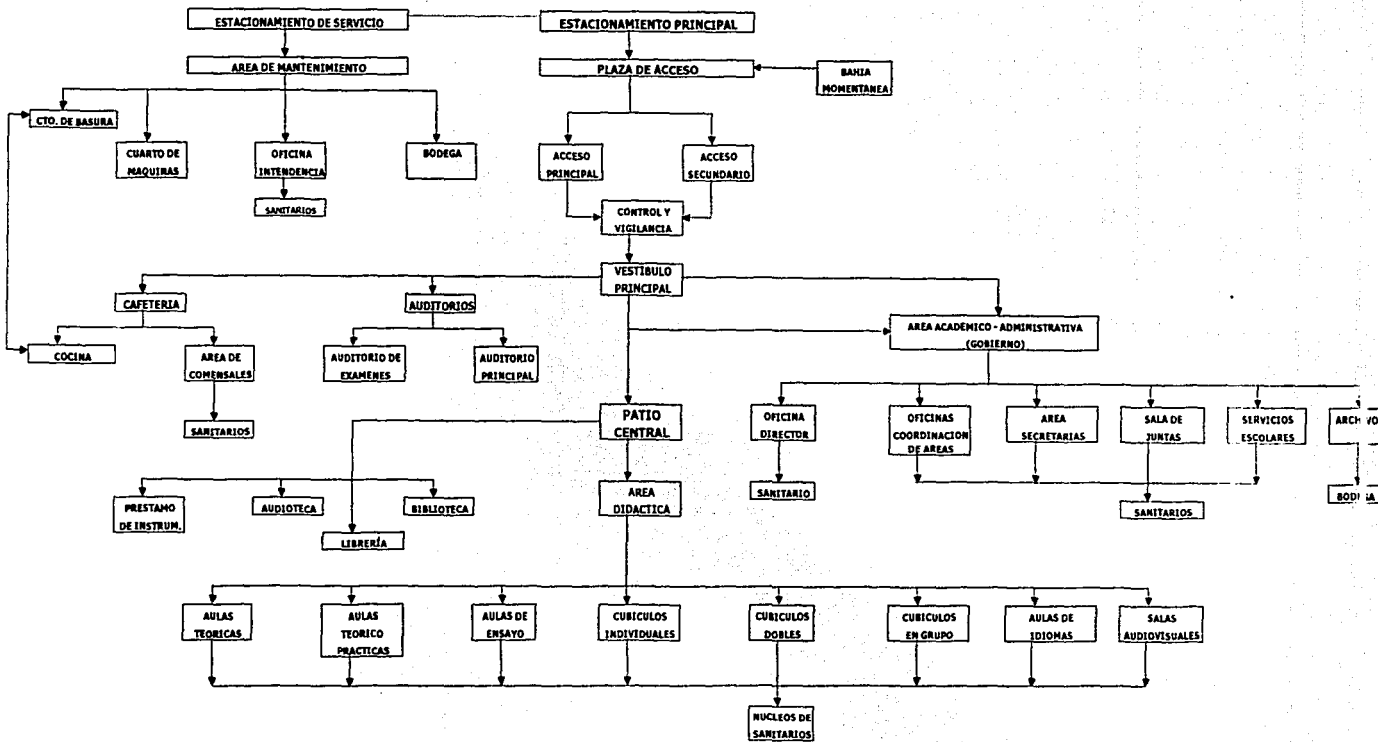 ESTACIONAMIENTO DE SERVICIO
ESTACIONAMIENTO PRINCIPAL
AREA DE MANTENIMIENTO
PLAZA DE ACCESO
BAHIA
MOMENTANEA
CTO. DE BASURA
CUARTO DE
MAQUIRAS
OFICINA
INTENDENCIA
BODEGA
ACCESO
PRINCIPAL
ACCESO
SECUNDARIO
SANITARIOS
CONTROL Y
VIGILANCIA
VESTÍBULO
PRINCIPAL
CAFETERIA
AUDITORIOS
AREA ACADEMICO - ADMINISTRATIVA
(GOBIERNO)
COCINA
AREA DE
COMENSALES
AUDITORIO DE
EXAMENES
AUDITORIO
PRINCIPAL
SANITARIOS
PATIO
CENTRAL
OFICINA
DIRECTOR
OFICINAS
COORDINACION
DE AREAS
AREA
SECRETARIAS
SALA DE
JUNTAS
SERVICIOS
ESCOLARES
ARCHIVO
SANITARIO
SANITARIOS
BODEGA
PRESTAMO
DE INSTRUM.
AUDIOTECA
BIBLIOTECA
LIBRERÍA
AREA
DIDACTICA
AULAS
TEORICAS
AULAS
TEORICO
PRACTICAS
AULAS DE
ENSAYO
CUBICULOS
INDIVIDUALES
CUBICULOS
DOBLES
CUBICULOS
EN GRUPO
AULAS DE
IDIOMAS
SALAS
AUDIOVISUALES
NUCLEOS DE
SANITARIOS